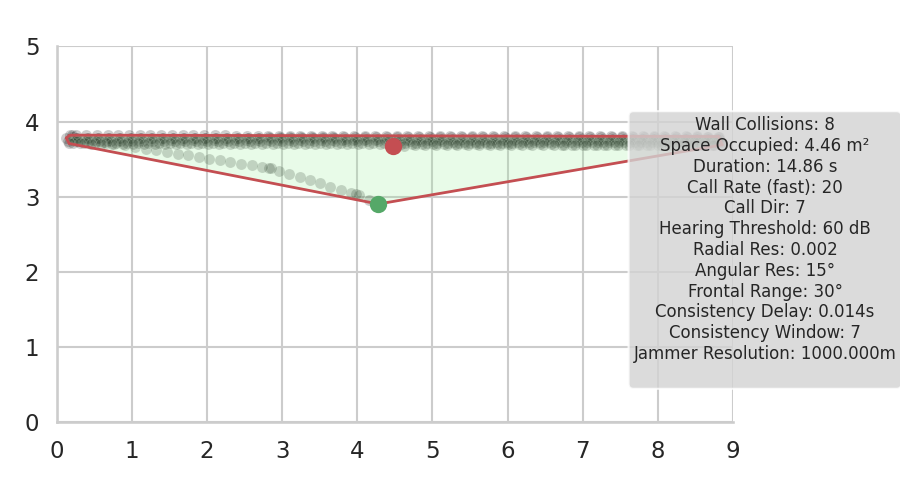 5
4
3
2
1
0
0 1 2 3 4 5 6 7 8 9
Wall Collisions: 8
Space Occupied: 4.46 m²
Duration: 14.86 s
Call Rate (fast): 20
Call Dir: 7
Hearing Threshold: 60 dB
Radial Res: 0.002
Angular Res: 15°
Frontal Range: 30°
Consistency Delay: 0.014s
Consistency Window: 7
Jammer Resolution: 1000.000m